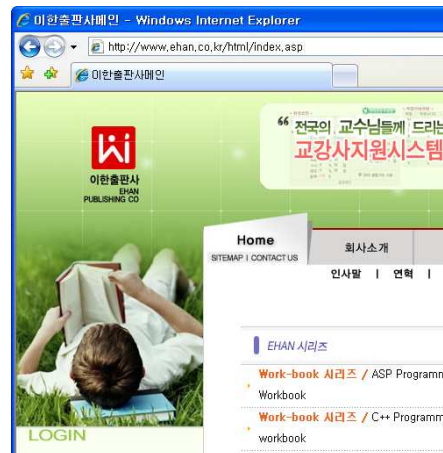 이한출판사메인 - Windows Internet Explorer
http://www.ehan.co.kr/html/index.asp
이한출판사메인
“ 전국의 교수님들께 드리는
교강사지원시스템
이한출판사
EHAN
PUBLISHING CO
Home
SITEMAP I CONTACT US
회사소개
인사말 | 연혁 |
EHAN 시리즈
Work-book 시리즈 / ASP Programm
Workbook
Work-book 시리즈 / C++ Programm
workbook
LOGIN